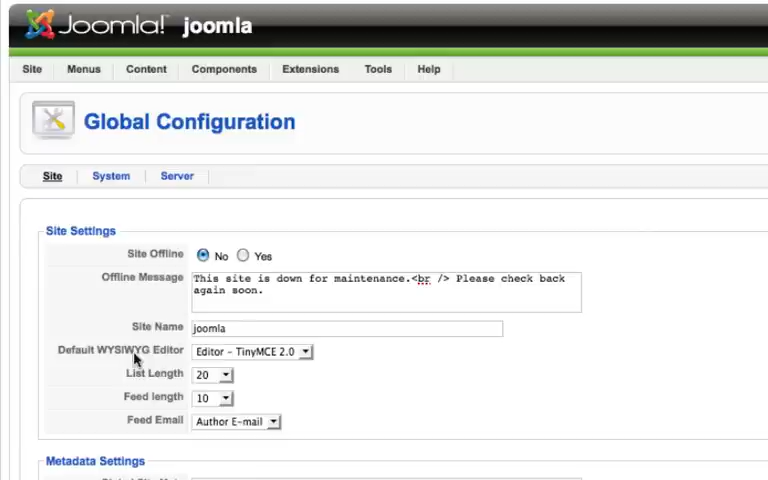 Joomla! joomla
Site Menus Content Components Extensions Tools Help
Global Configuration
Site System Server
Site Settings
Site Offline No Yes
Offline Message This site is down for maintenance.<br /> Please check back
again soon.
Site Name joomla
Default WYSIWYG Editor Editor - TinyMCE 2.0
List Length 20
Feed length 10
Feed Email Author E-mail
Metadata Settings